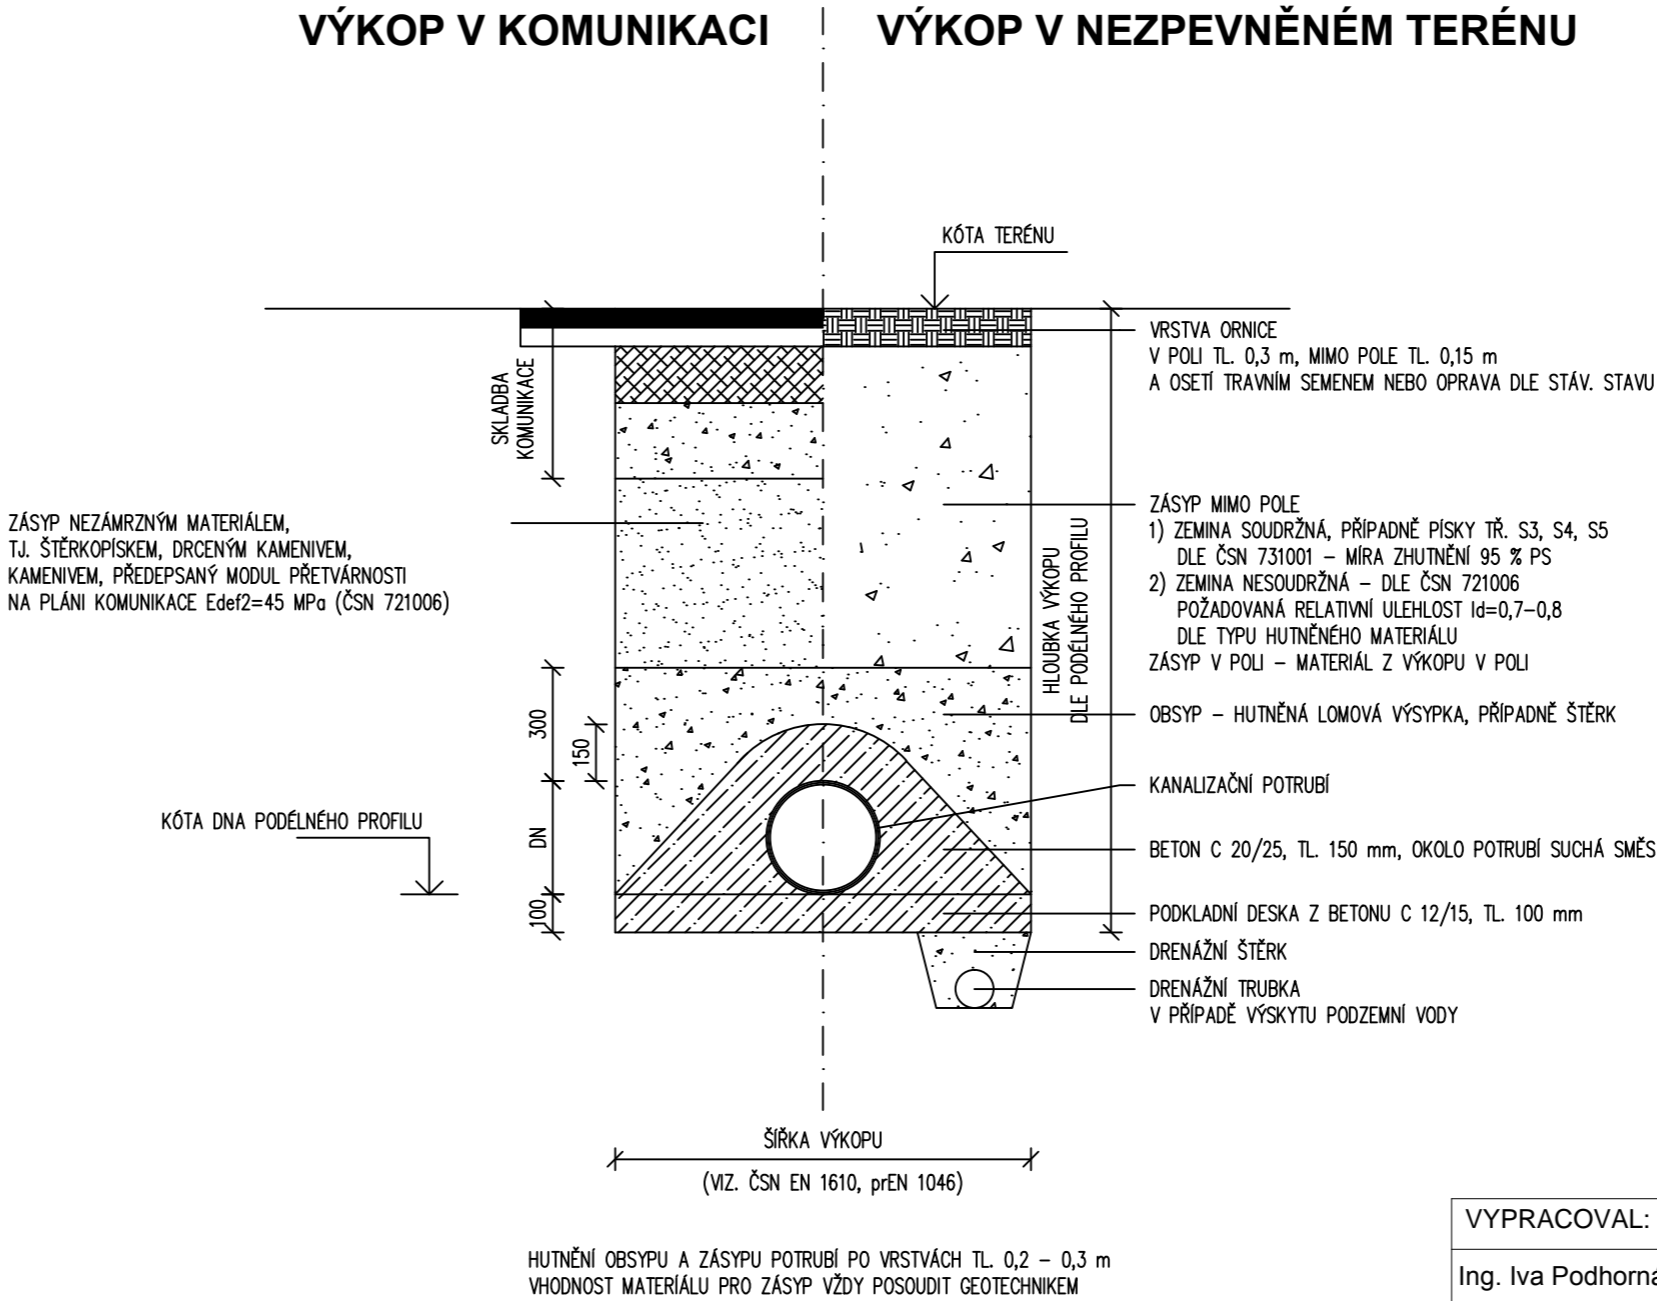 VÝKOP V KOMUNIKACI
VÝKOP V NEZPEVNĚNÉM TERÉNU
KÓTA TERÉNU
VRSTVA ORNICE
V POLI TL. 0,3 m, MIMO POLE TL. 0,15 m
A OSETÍ TRAVNÍM SEMENEM NEBO OPRAVA DLE STÁV. STAVU
SKLADBA
KOMUNIKACE
ZÁSYP NEZÁMRZNÝM MATERIÁLEM,
TJ. ŠTĚRKOPÍSKEM, DRCENÝM KAMENIVEM,
KAMENIVEM, PŘEDEPSANÝ MODUL PŘETVÁRNOSTI
NA PLÁNI KOMUNIKACE Edef2=45 MPa (ČSN 721006)
ZÁSYP MIMO POLE
1) ZEMINA SOUDRŽNÁ, PŘÍPADNĚ PÍSKY TŘ. S3, S4, S5
DLE ČSN 731001 – MÍRA ZHUTNĚNÍ 95 % PS
2) ZEMINA NESOUDRŽNÁ – DLE ČSN 721006
POŽADOVANÁ RELATIVNÍ ULEHLOST Id=0,7–0,8
DLE TYPU HUTNĚNÉHO MATERIÁLU
ZÁSYP V POLI – MATERIÁL Z VÝKOPU V POLI
HLOUBKA VÝKOPU
DLE PODÉLNÉHO PROFILU
OBSYP – HUTNĚNÁ LOMOVÁ VÝSYPKA, PŘÍPADNĚ ŠTĚRK
300
150
KANALIZAČNÍ POTRUBÍ
KÓTA DNA PODÉLNÉHO PROFILU
DN
BETON C 20/25, TL. 150 mm, OKOLO POTRUBÍ SUCHÁ SMĚS
100
PODKLADNÍ DESKA Z BETONU C 12/15, TL. 100 mm
DRENÁŽNÍ ŠTĚRK
DRENÁŽNÍ TRUBKA
V PŘÍPADĚ VÝSKYTU PODZEMNÍ VODY
ŠÍŘKA VÝKOPU
(VIZ. ČSN EN 1610, prEN 1046)
HUTNĚNÍ OBSYPU A ZÁSYPU POTRUBÍ PO VRSTVÁCH TL. 0,2 – 0,3 m
VHODNOST MATERÍÁLU PRO ZÁSYP VŽDY POSOUDIT GEOTECHNIKEM
VYPRACOVAL:
Ing. Iva Podhorná